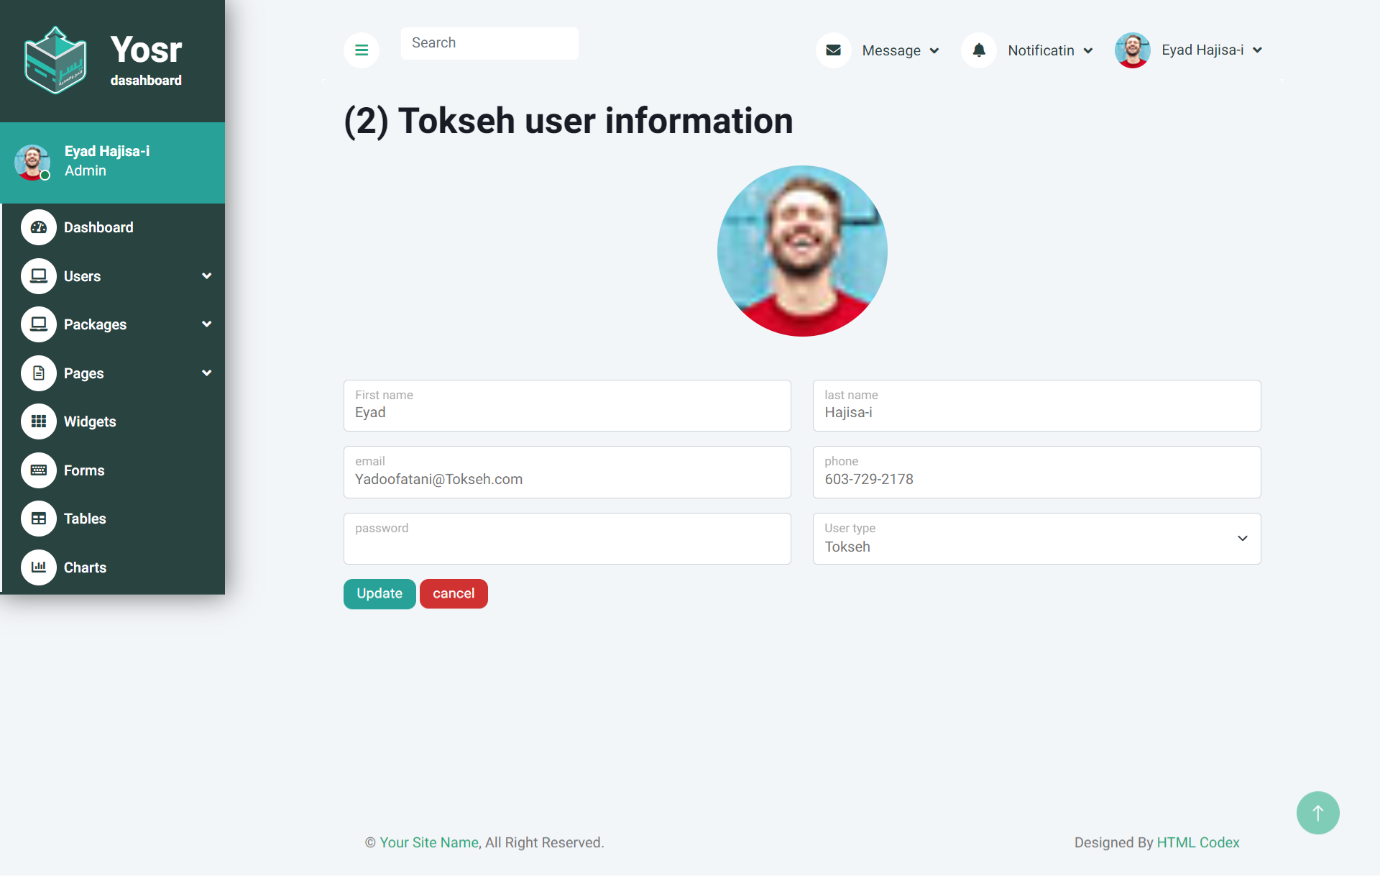 Yosr
dasahboard
Eyad Hajisa-i
Admin
Dashboard
Users
Packages
Pages
Widgets
Forms
Tables
Charts
Search
Message
Notificatin
Eyad Hajisa-i
(2) Tokseh user information
First name
Eyad
last name
Hajisa-i
email
Yadoofatani@Tokseh.com
phone
603-729-2178
password
User type
Tokseh
Update
cancel
© Your Site Name, All Right Reserved.
Designed By HTML Codex